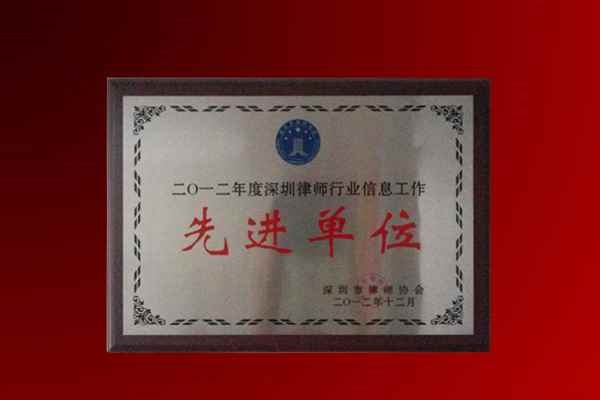 二〇一二年度深圳律师行业信息工作
先进单位
深圳市律师协会
二〇一二年十二月